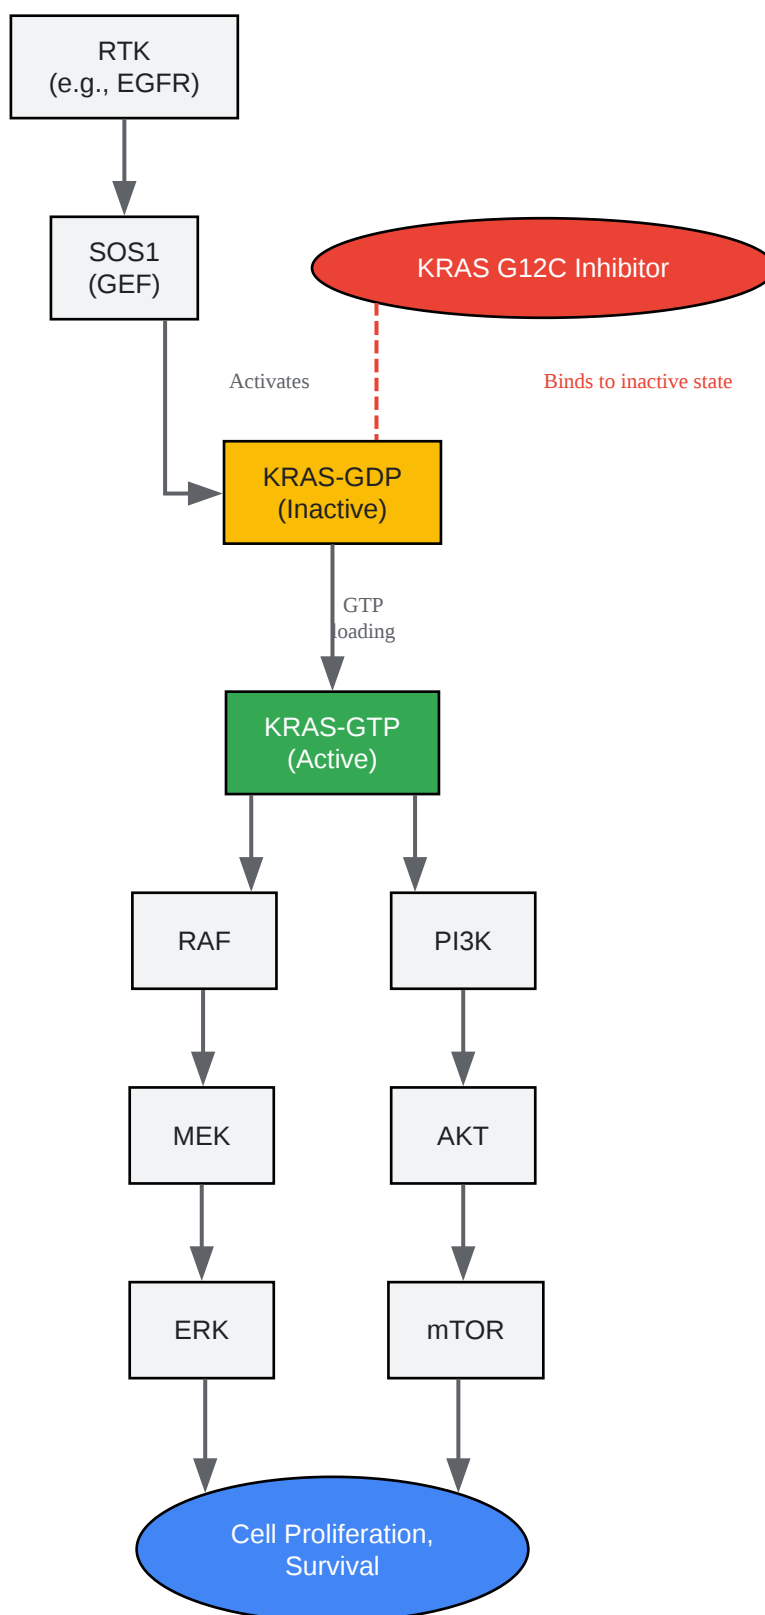 RTK
(e.g., EGFR)
SOS1
(GEF)
KRAS G12C Inhibitor
Activates
Binds to inactive state
KRAS-GDP
(Inactive)
GTP
loading
KRAS-GTP
(Active)
RAF
PI3K
MEK
AKT
ERK
mTOR
Cell Proliferation,
Survival